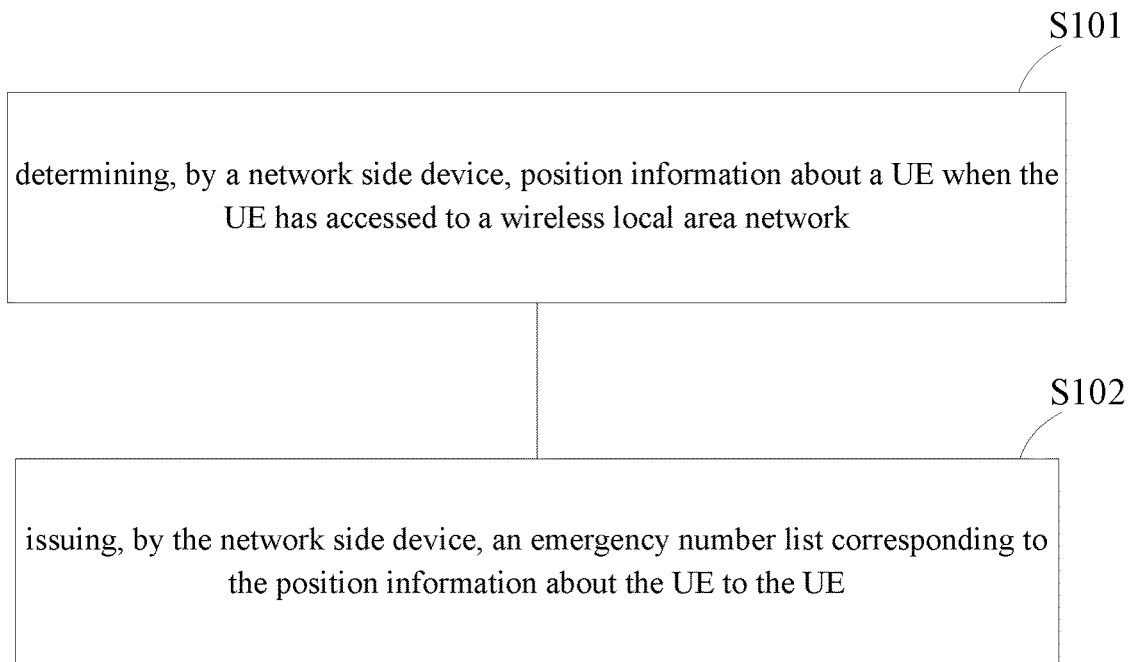 S101
determining, by a network side device, position information about a UE when the
UE has accessed to a wireless local area network
S102
issuing, by the network side device, an emergency number list corresponding to
the position information about the UE to the UE